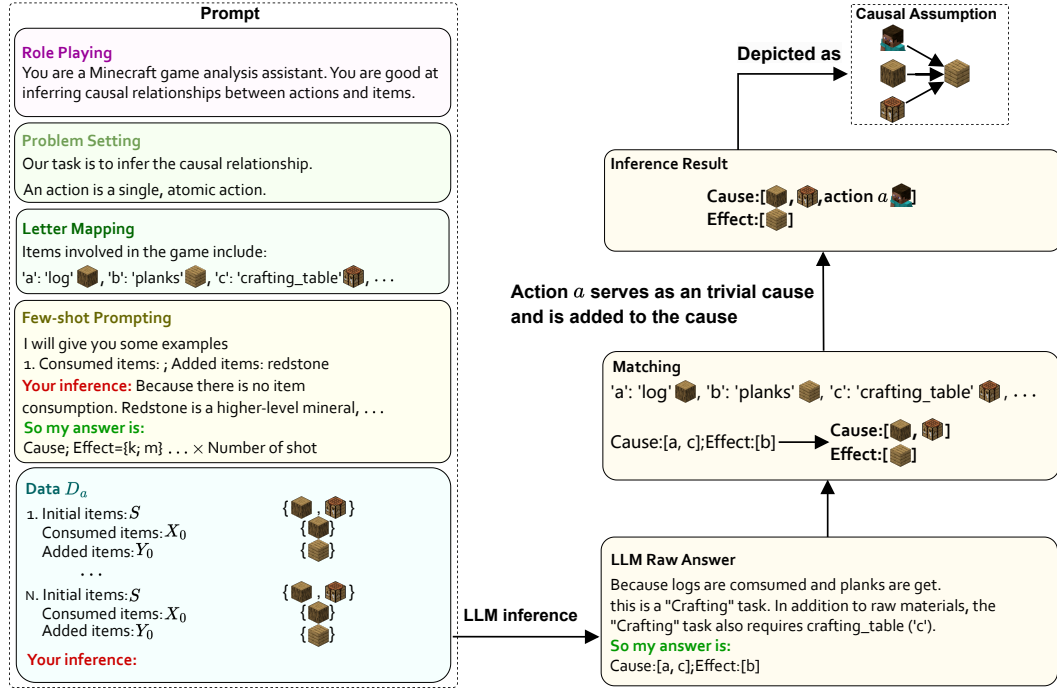 Prompt
Role Playing
You are a Minecraft game analysis assistant. You are good at
inferring causal relationships between actions and items.
Problem Setting
Our task is to infer the causal relationship.
An action is a single, atomic action.
Letter Mapping
Items involved in the game include:
'a': 'log' , 'b': 'planks' , 'c': 'crafting_table' , ...
Few-shot Prompting
I will give you some examples
1. Consumed items: ; Added items: redstone
Your inference: Because there is no item
consumption. Redstone is a higher-level mineral, ...
So my answer is:
Cause; Effect={k; m} ... × Number of shot
Data D_a
1. Initial items: S { , }
Consumed items: X_0 { }
Added items: Y_0 { }
...
N. Initial items: S { , }
Consumed items: X_0 { }
Added items: Y_0 { }
Your inference:
LLM inference
LLM Raw Answer
Because logs are comsumed and planks are get.
this is a "Crafting" task. In addition to raw materials, the
"Crafting" task also requires crafting_table ('c').
So my answer is:
Cause:[a, c];Effect:[b]
Matching
'a': 'log' , 'b': 'planks' , 'c': 'crafting_table' , ...
Cause:[a, c];Effect:[b]
Cause:[ , ]
Effect:[ ]
Action a serves as an trivial cause
and is added to the cause
Inference Result
Cause:[ , ,action a ]
Effect:[ ]
Depicted as
Causal Assumption